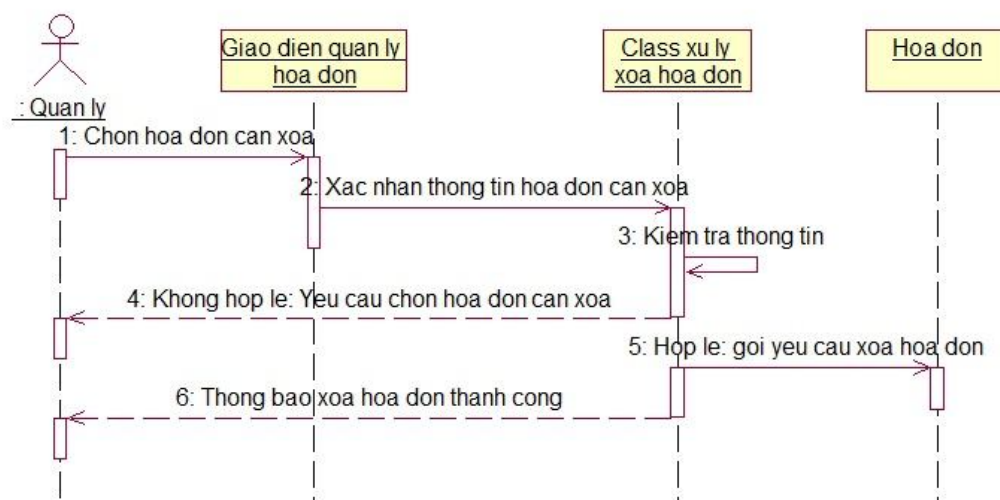 Giao dien quan ly
hoa don
Class xu ly
xoa hoa don
Hoa don
: Quan ly
1: Chon hoa don can xoa
2: Xac nhan thong tin hoa don can xoa
3: Kiem tra thong tin
4: Khong hop le: Yeu cau chon hoa don can xoa
5: Hop le: goi yeu cau xoa hoa don
6: Thong bao xoa hoa don thanh cong